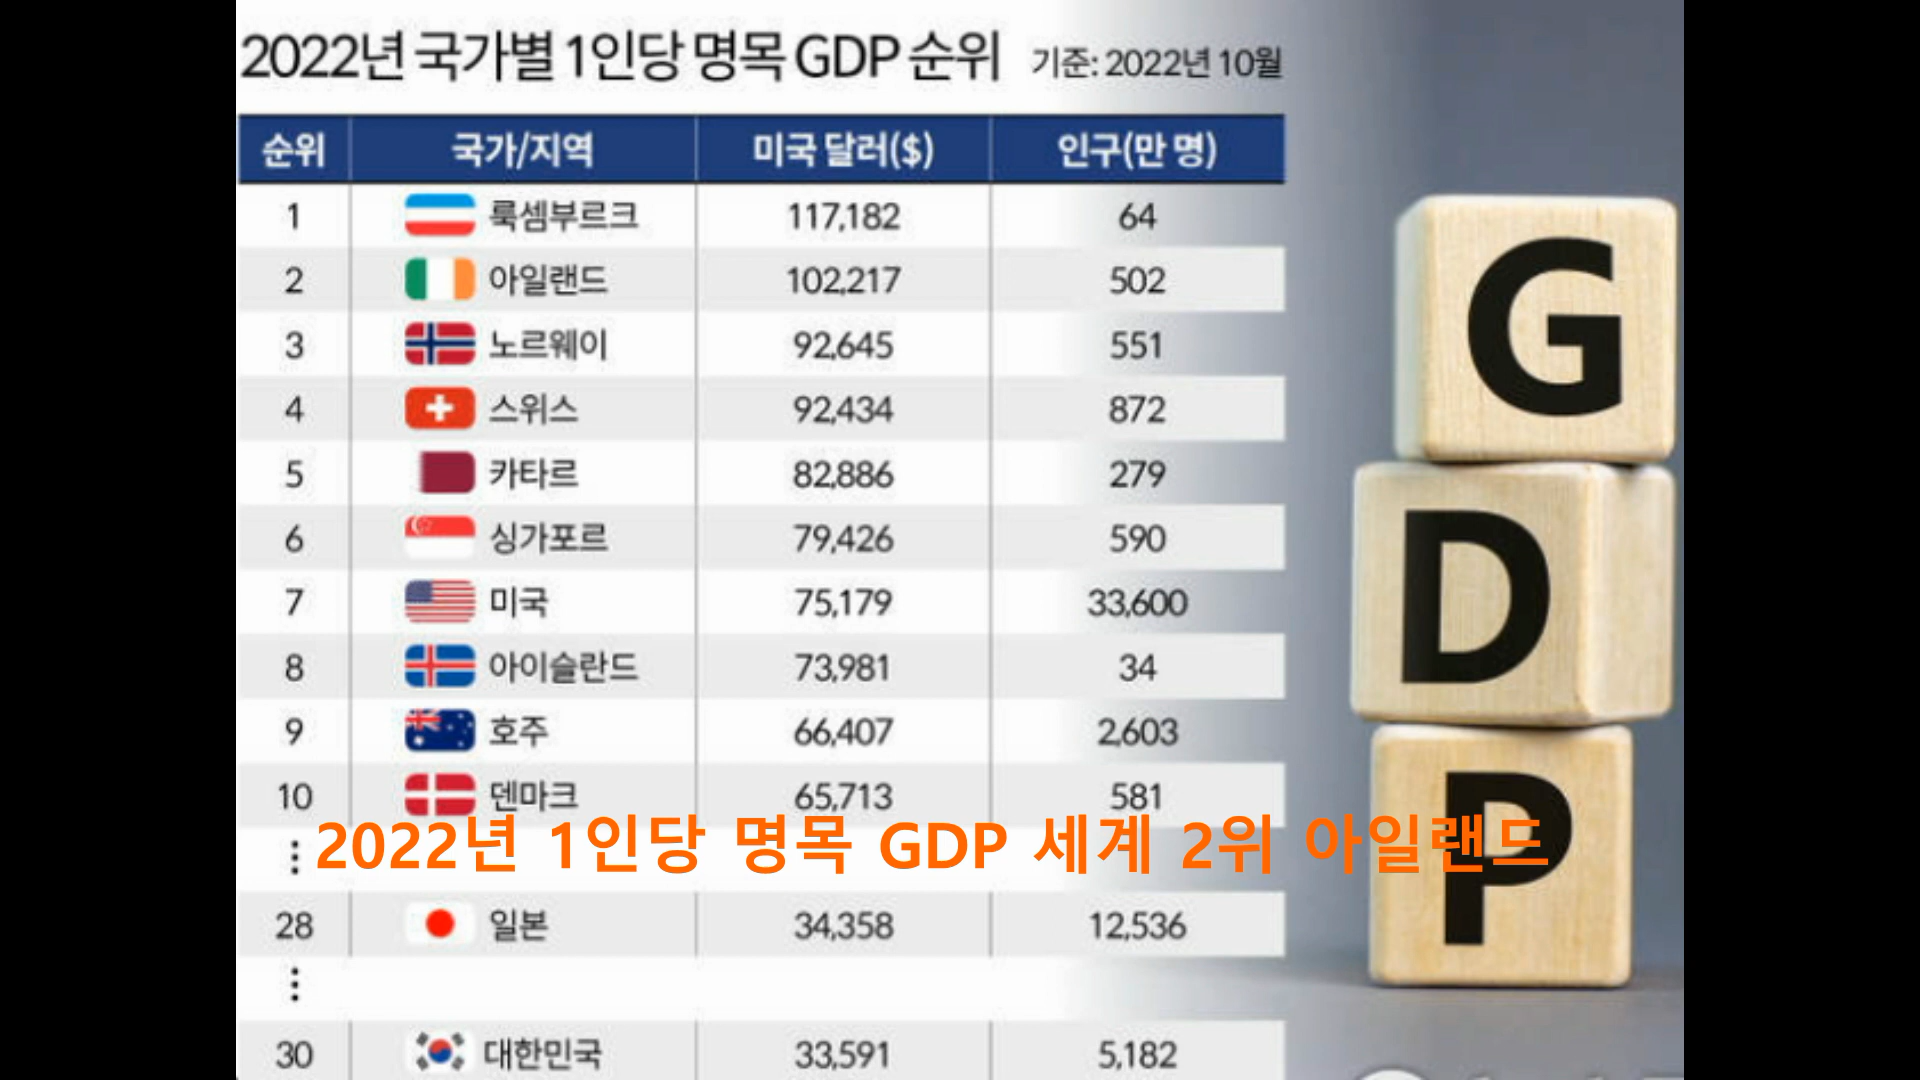 2022년 국가별 1인당 명목 GDP 순위 기준: 2022년 10월
순위 국가/지역 미국 달러($) 인구(만 명)
1 룩셈부르크 117,182 64
2 아일랜드 102,217 502
3 노르웨이 92,645 551
4 스위스 92,434 872
5 카타르 82,886 279
6 싱가포르 79,426 590
7 미국 75,179 33,600
8 아이슬란드 73,981 34
9 호주 66,407 2,603
10 덴마크 65,713 581
2022년 1인당 명목 GDP 세계 2위 아일랜드
28 일본 34,358 12,536
30 대한민국 33,591 5,182
G
D
P